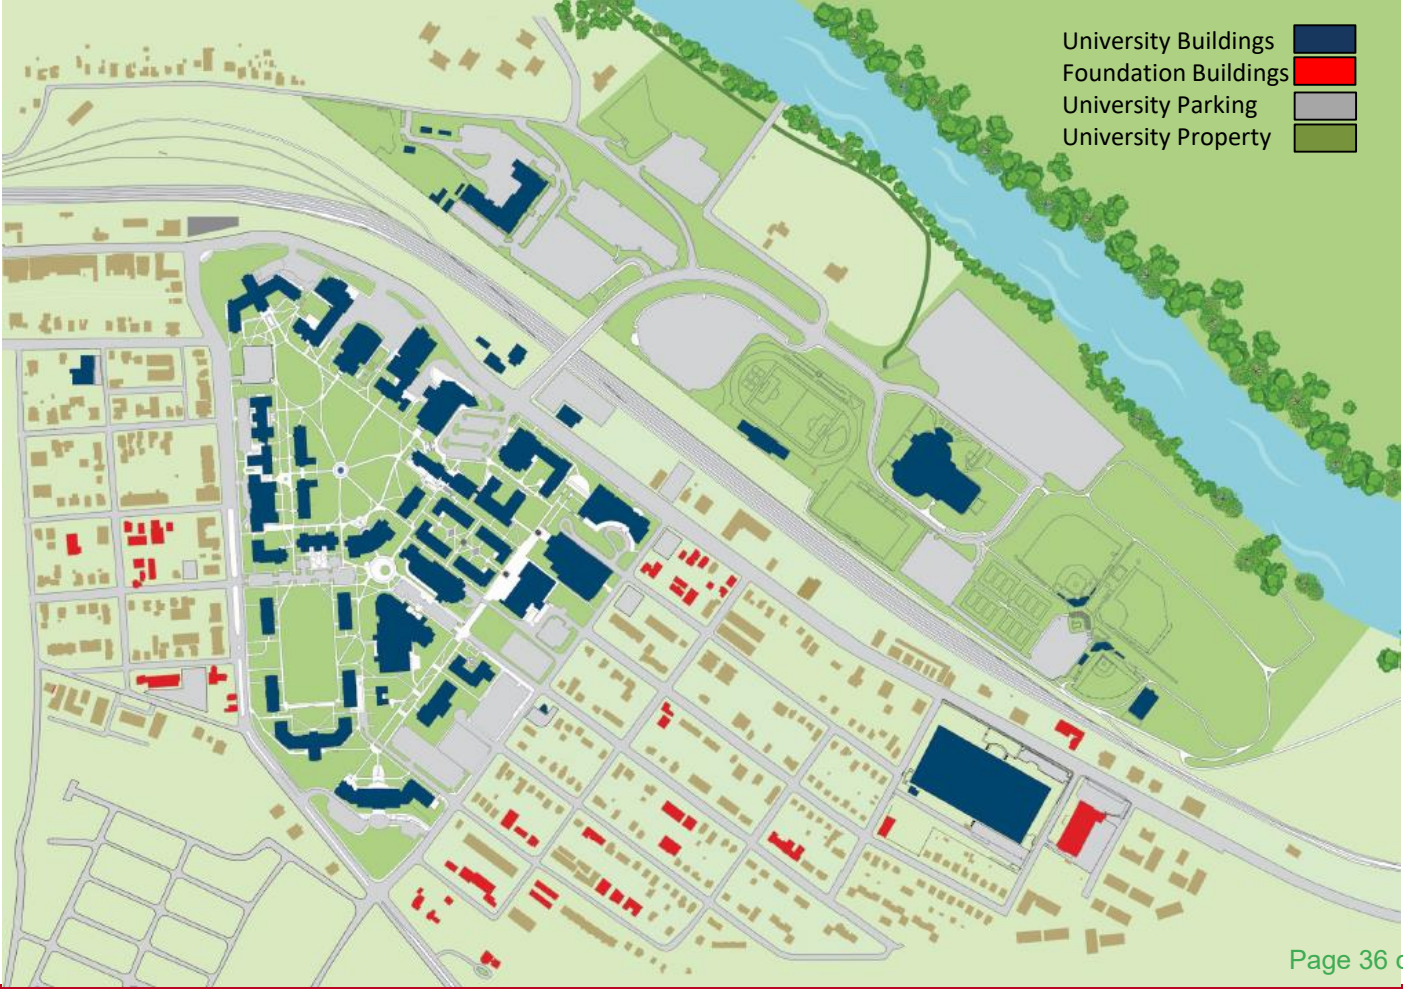 University Buildings
Foundation Buildings
University Parking
University Property
Page 36